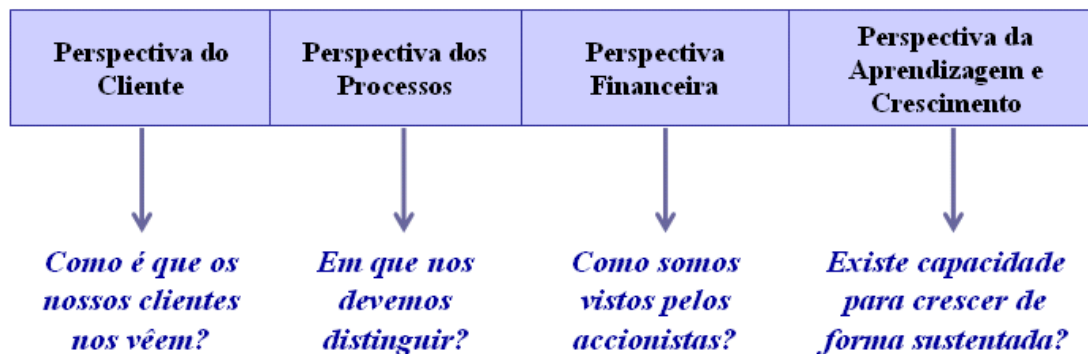 Perspectiva do
Cliente
Perspectiva dos
Processos
Perspectiva
Financeira
Perspectiva da
Aprendizagem e
Crescimento
Como é que os
nossos clientes
nos vêem?
Em que nos
devemos
distinguir?
Como somos
vistos pelos
accionistas?
Existe capacidade
para crescer de
forma sustentada?